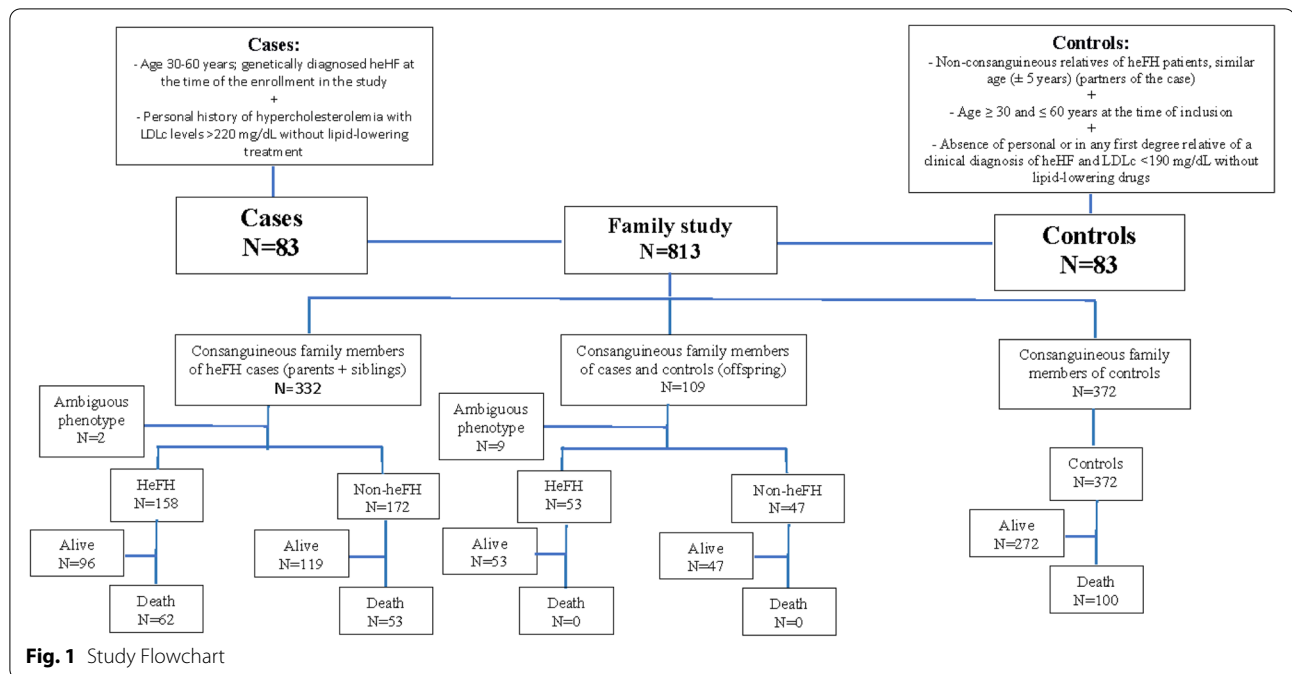 Cases:
- Age 30-60 years; genetically diagnosed heHF at
the time of the enrollment in the study
+
- Personal history of hypercholesterolemia with
LDLc levels >220 mg/dL without lipid-lowering
treatment
Controls:
- Non-consanguineous relatives of heFH patients, similar
age (± 5 years) (partners of the case)
+
- Age ≥ 30 and ≤ 60 years at the time of inclusion
+
- Absence of personal or in any first degree relative of a
clinical diagnosis of heHF and LDLc <190 mg/dL without
lipid-lowering drugs
Cases
N=83
Family study
N=813
Controls
N=83
Consanguineous family members
of heFH cases (parents + siblings)
N=332
Consanguineous family members
of cases and controls (offspring)
N=109
Consanguineous family
members of controls
N=372
Ambiguous
phenotype
N=2
Ambiguous
phenotype
N=9
HeFH
N=158
Non-heFH
N=172
HeFH
N=53
Non-heFH
N=47
Controls
N=372
Alive
N=96
Alive
N=119
Alive
N=53
Alive
N=47
Alive
N=272
Death
N=62
Death
N=53
Death
N=0
Death
N=0
Death
N=100
Fig. 1 Study Flowchart